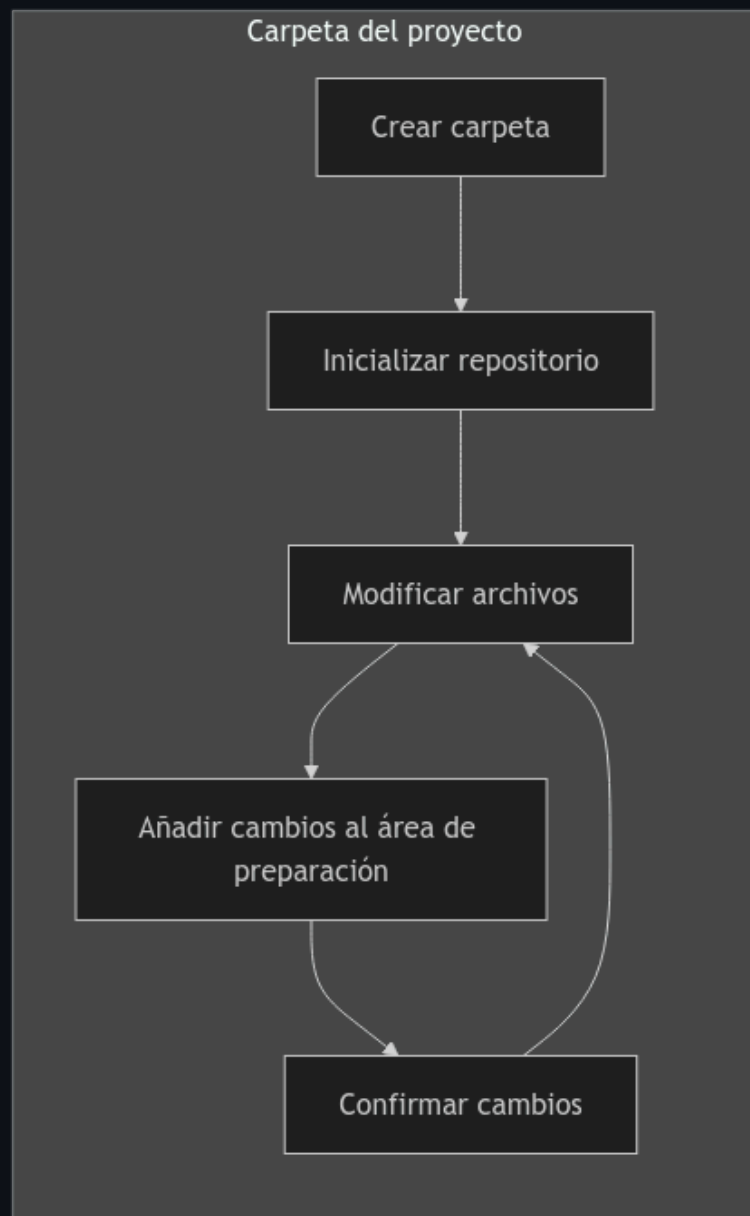 Carpeta del proyecto
Crear carpeta
Inicializar repositorio
Modificar archivos
Añadir cambios al área de
preparación
Confirmar cambios